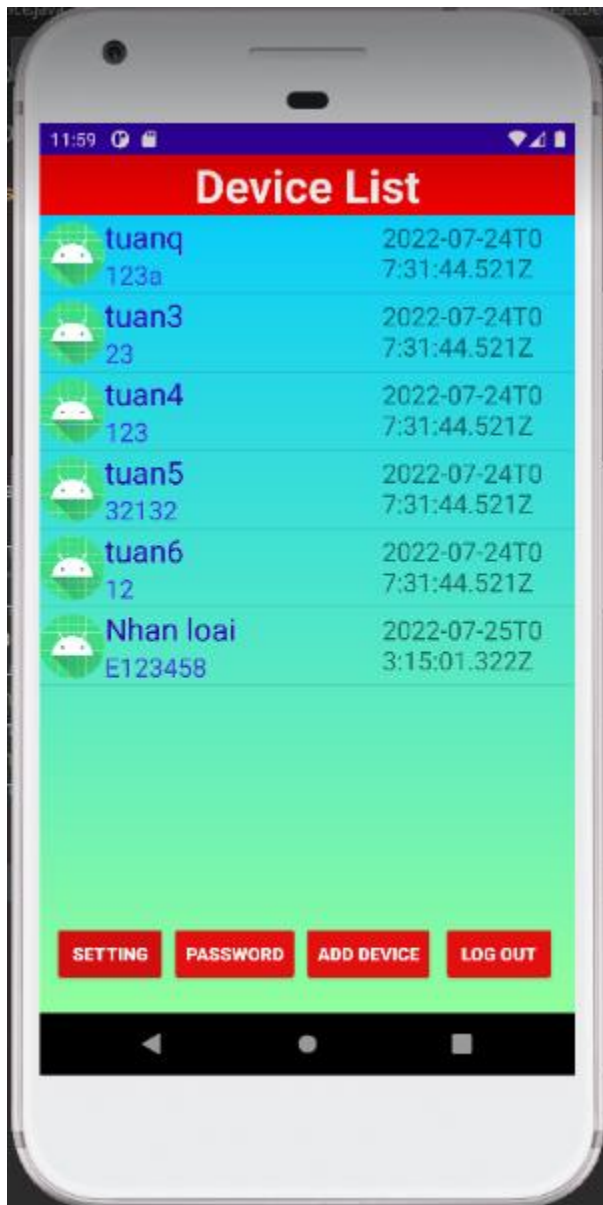 11:59
Device List
tuanq
123a
2022-07-24T0
7:31:44.521Z
tuan3
23
2022-07-24T0
7:31:44.521Z
tuan4
123
2022-07-24T0
7:31:44.521Z
tuan5
32132
2022-07-24T0
7:31:44.521Z
tuan6
12
2022-07-24T0
7:31:44.521Z
Nhan loai
E123458
2022-07-25T0
3:15:01.322Z
SETTING PASSWORD ADD DEVICE LOG OUT